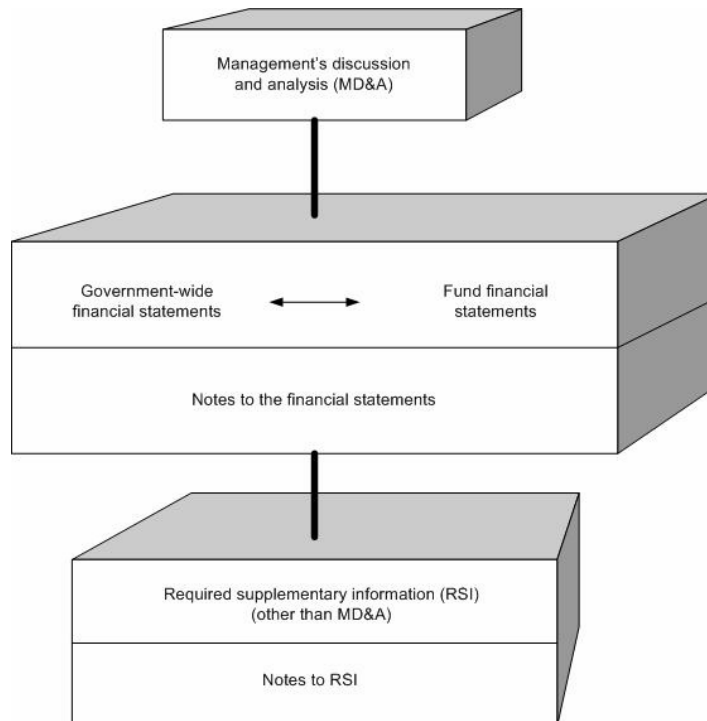 Management's discussion
and analysis (MD&A)
Government-wide
financial statements
Fund financial
statements
Notes to the financial statements
Required supplementary information (RSI)
(other than MD&A)
Notes to RSI